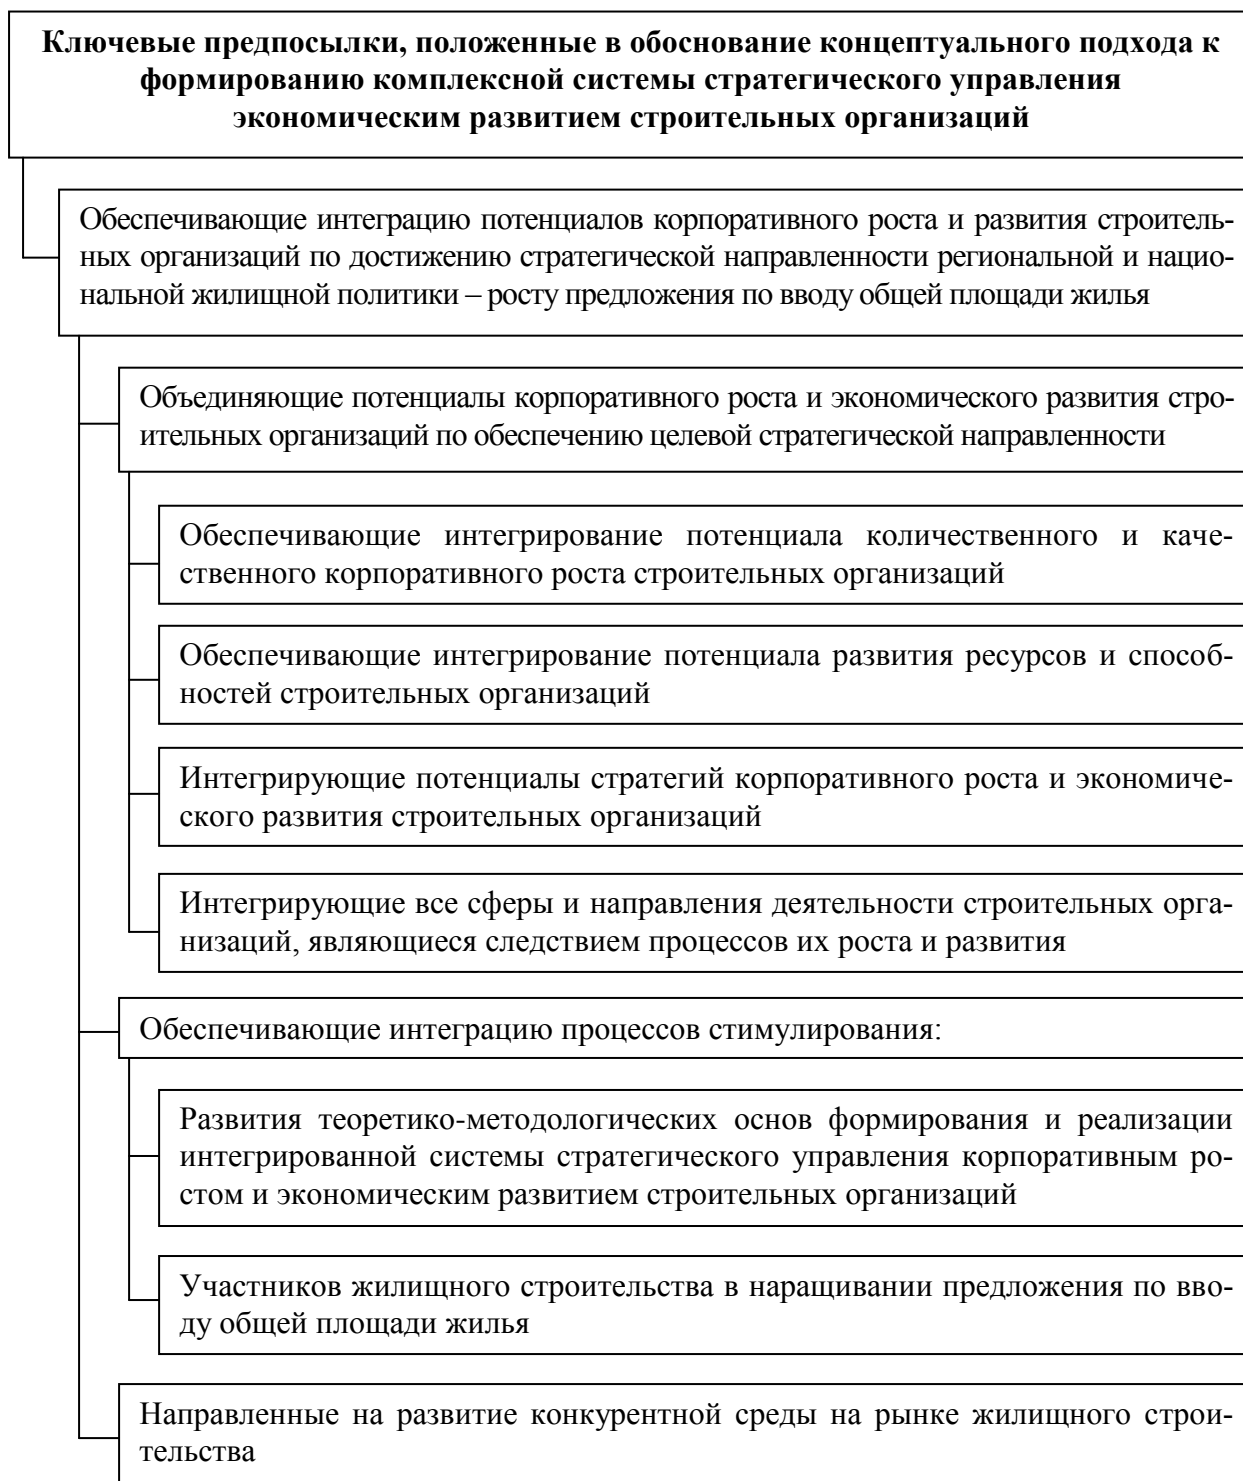 Ключевые предпосылки, положенные в обоснование концептуального подхода к
формированию комплексной системы стратегического управления
экономическим развитием строительных организаций
Обеспечивающие интеграцию потенциалов корпоративного роста и развития строитель-
ных организаций по достижению стратегической направленности региональной и нацио-
нальной жилищной политики – росту предложения по вводу общей площади жилья
Объединяющие потенциалы корпоративного роста и экономического развития стро-
ительных организаций по обеспечению целевой стратегической направленности
Обеспечивающие интегрирование потенциала количественного и каче-
ственного корпоративного роста строительных организаций
Обеспечивающие интегрирование потенциала развития ресурсов и способ-
ностей строительных организаций
Интегрирующие потенциалы стратегий корпоративного роста и экономиче-
ского развития строительных организаций
Интегрирующие все сферы и направления деятельности строительных орга-
низаций, являющиеся следствием процессов их роста и развития
Обеспечивающие интеграцию процессов стимулирования:
Развития теоретико-методологических основ формирования и реализации
интегрированной системы стратегического управления корпоративным ро-
стом и экономическим развитием строительных организаций
Участников жилищного строительства в наращивании предложения по вво-
ду общей площади жилья
Направленные на развитие конкурентной среды на рынке жилищного строи-
тельства